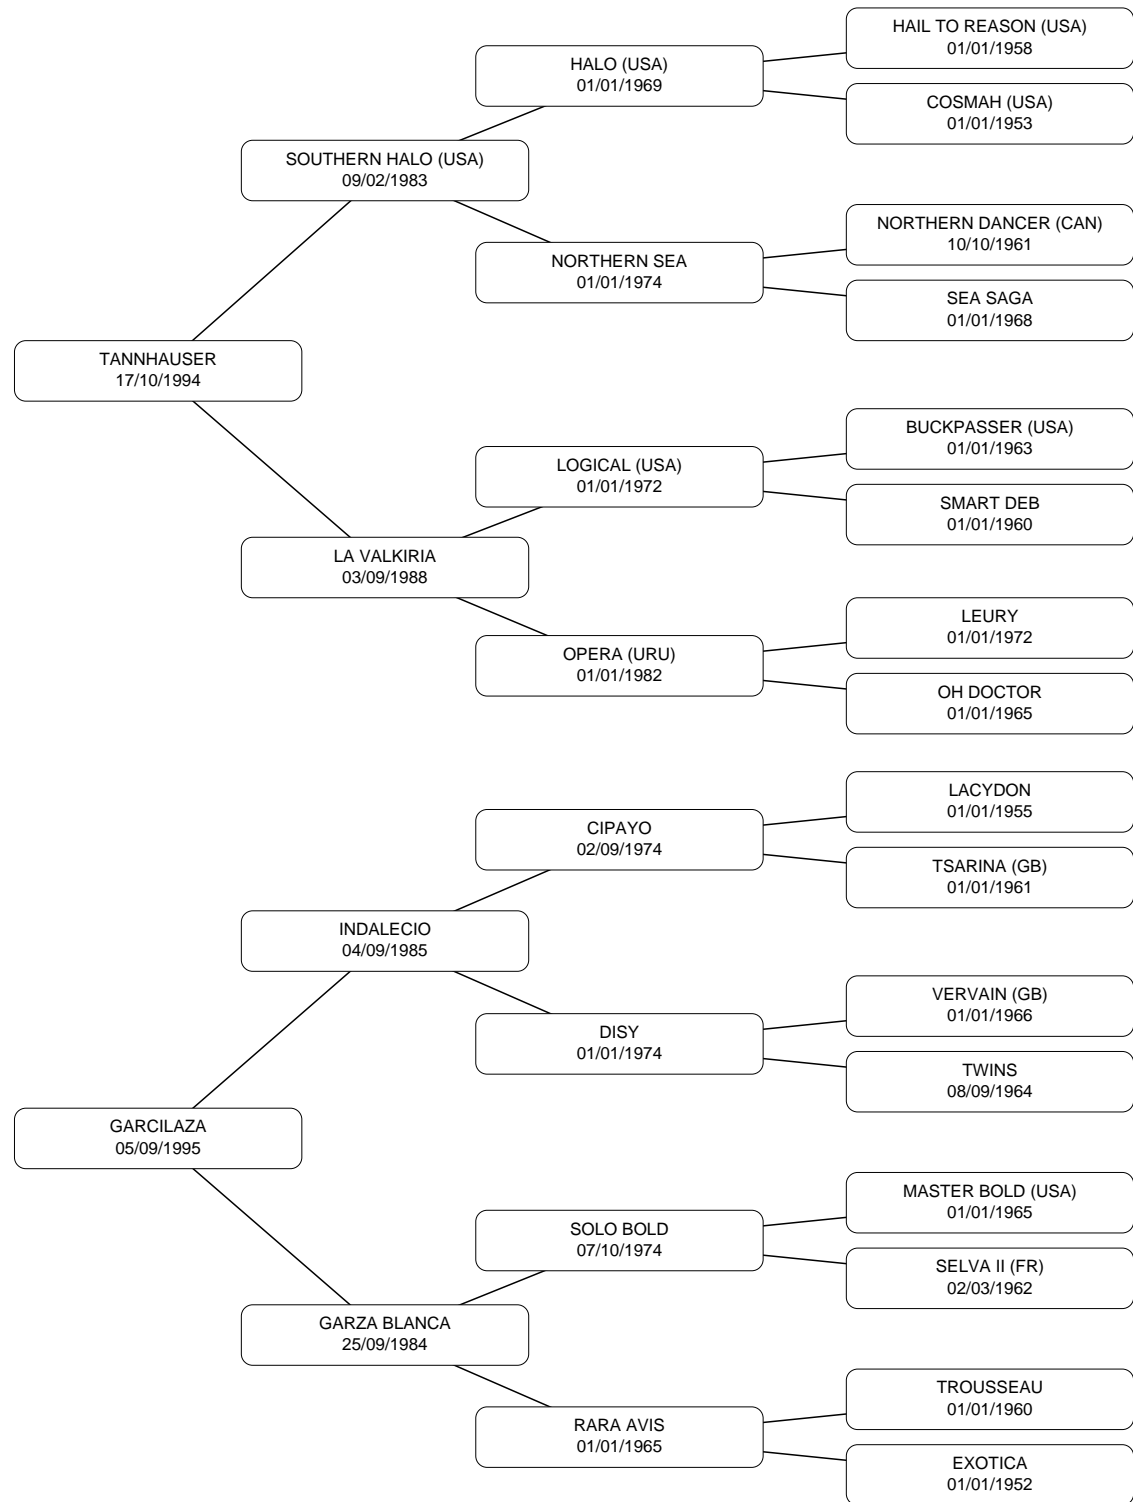 HAIL TO REASON (USA)
01/01/1958
HALO (USA)
01/01/1969
COSMAH (USA)
01/01/1953
SOUTHERN HALO (USA)
09/02/1983
NORTHERN DANCER (CAN)
10/10/1961
NORTHERN SEA
01/01/1974
SEA SAGA
01/01/1968
TANNHAUSER
17/10/1994
BUCKPASSER (USA)
01/01/1963
LOGICAL (USA)
01/01/1972
SMART DEB
01/01/1960
LA VALKIRIA
03/09/1988
LEURY
01/01/1972
OPERA (URU)
01/01/1982
OH DOCTOR
01/01/1965
LACYDON
01/01/1955
CIPAYO
02/09/1974
TSARINA (GB)
01/01/1961
INDALECIO
04/09/1985
VERVAIN (GB)
01/01/1966
DISY
01/01/1974
TWINS
08/09/1964
GARCILAZA
05/09/1995
MASTER BOLD (USA)
01/01/1965
SOLO BOLD
07/10/1974
SELVA II (FR)
02/03/1962
GARZA BLANCA
25/09/1984
TROUSSEAU
01/01/1960
RARA AVIS
01/01/1965
EXOTICA
01/01/1952